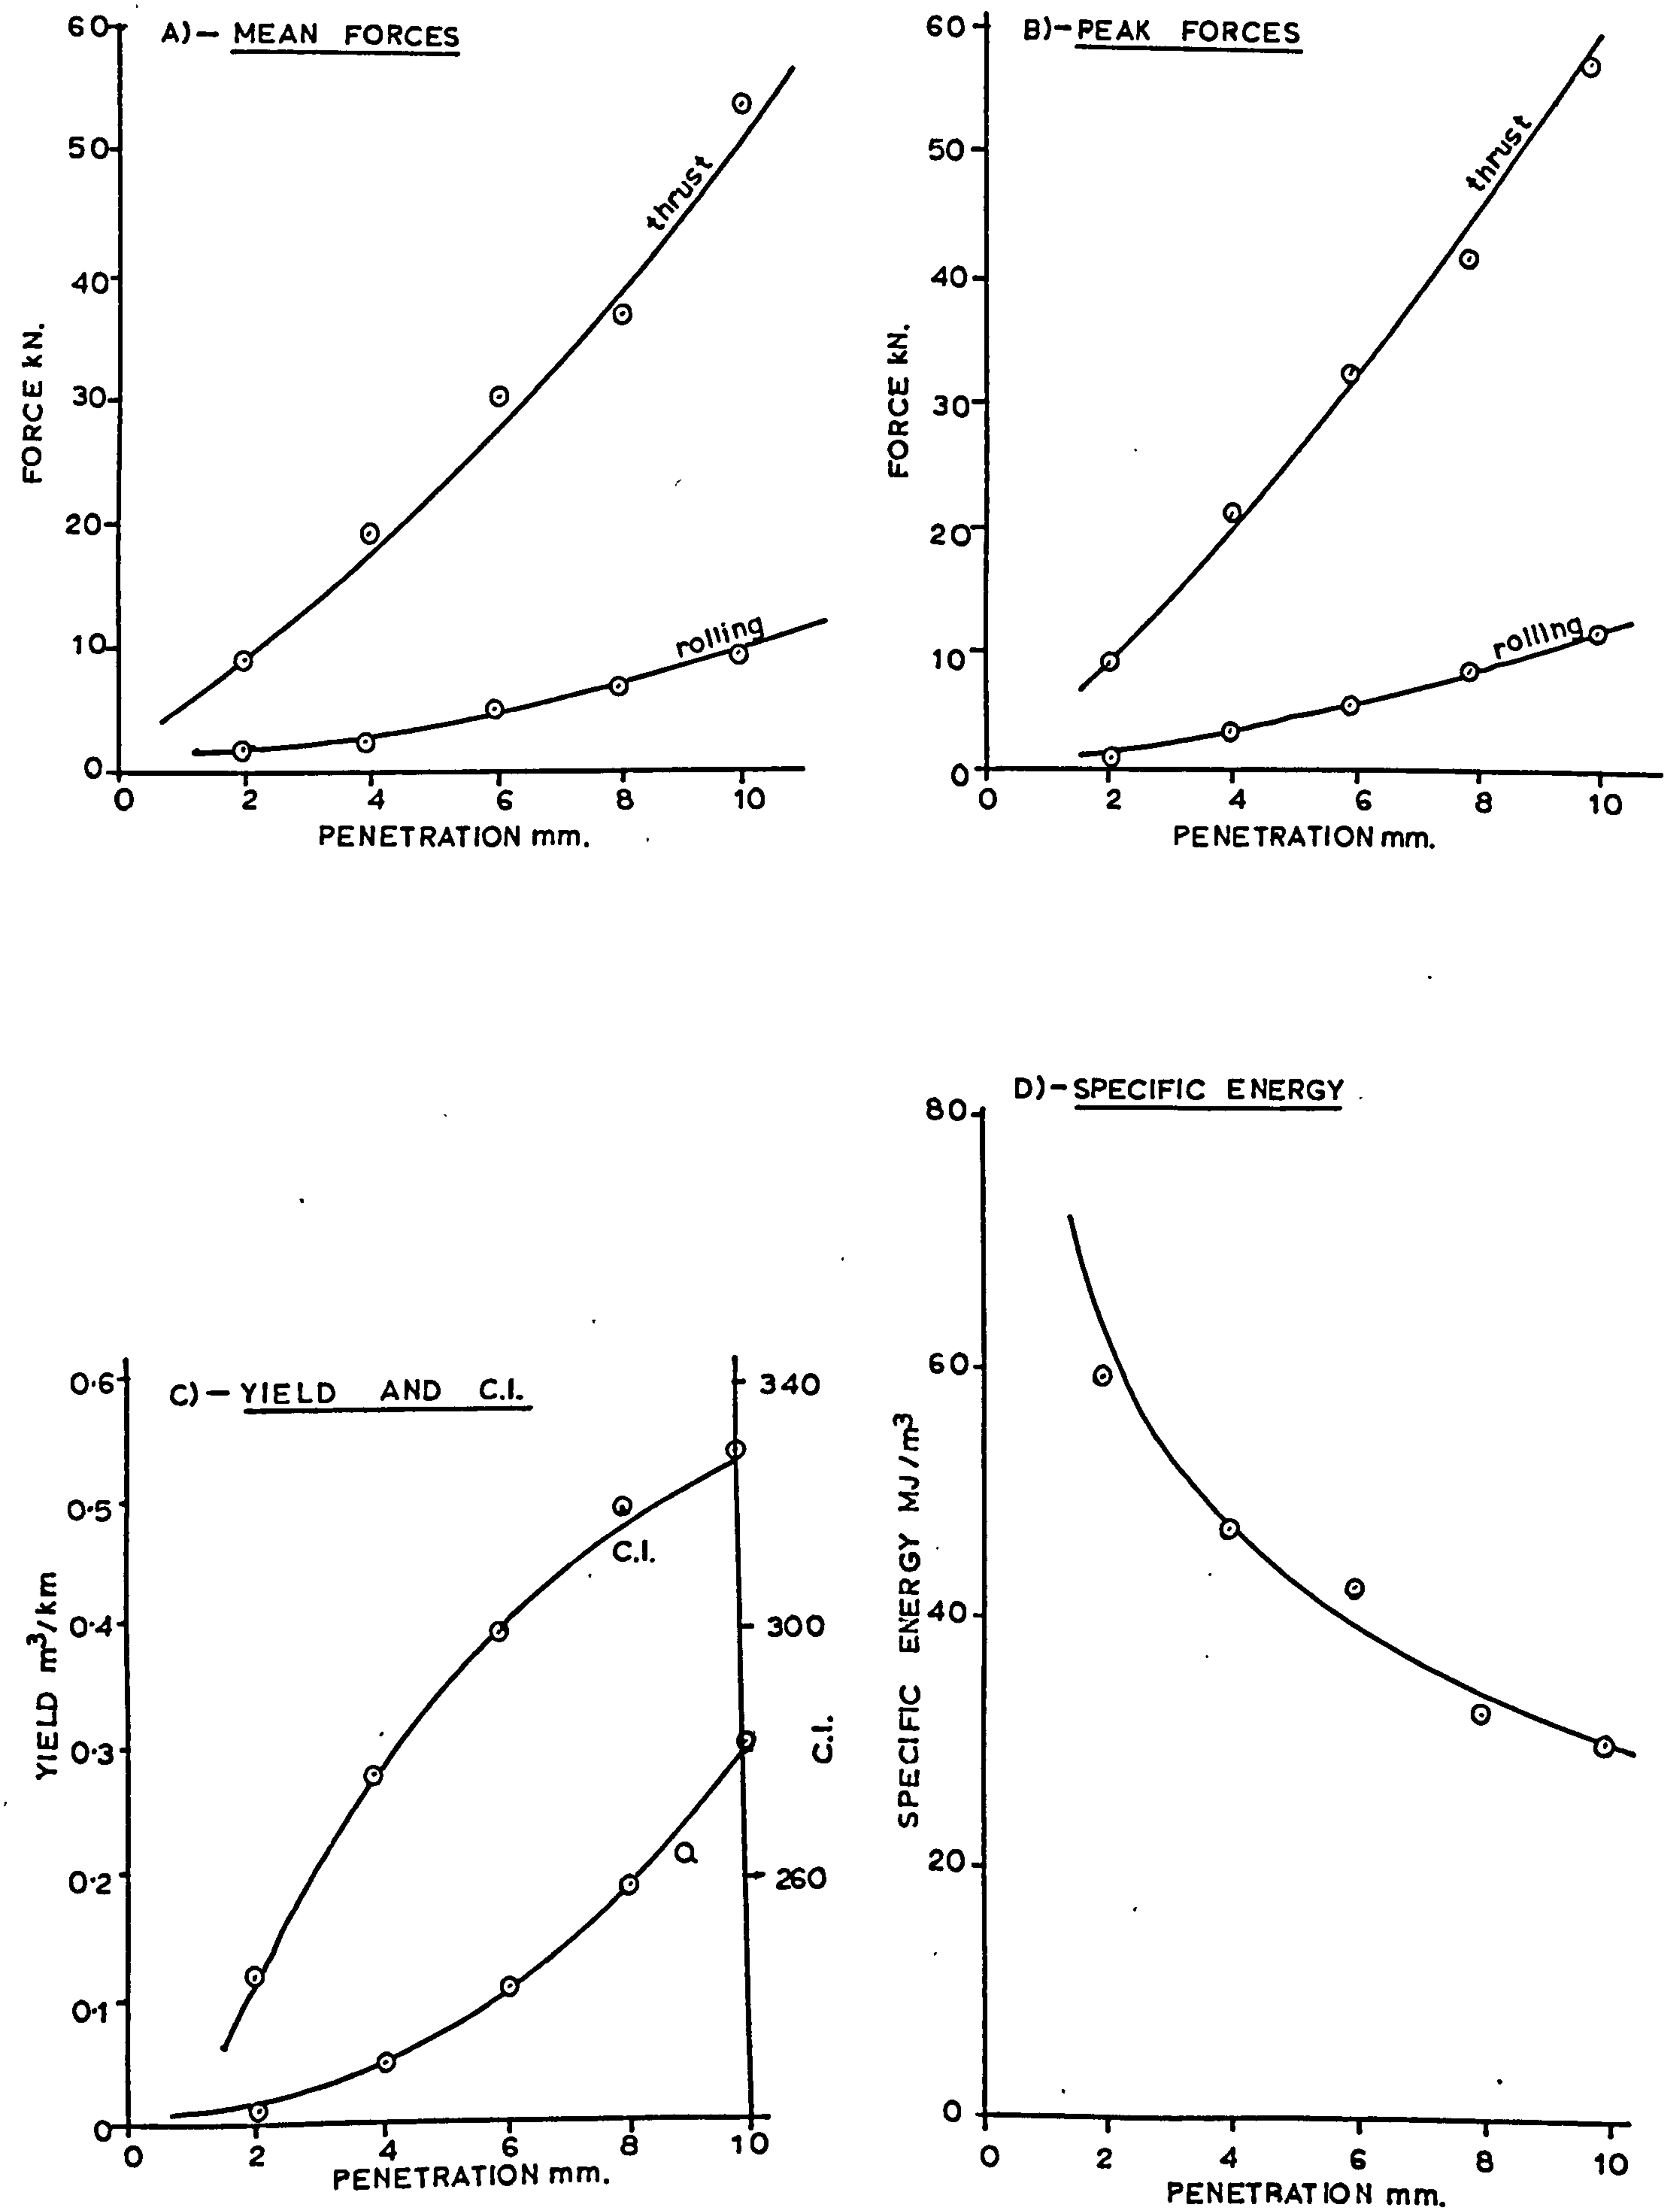 A)– MEAN FORCES
60
50
40
30
20
10
0
FORCE kN.
thrust
rolling
0 2 4 6 8 10
PENETRATION mm.
B)–PEAK FORCES
60
50
40
30
20
10
0
FORCE kN.
thrust
rolling
0 2 4 6 8 10
PENETRATION mm.
C)– YIELD AND C.I.
0·6
0·5
0·4
0·3
0·2
0·1
0
YIELD m³/km
340
300
260
C.I.
C.I.
Q
0 2 4 6 8 10
PENETRATION mm.
D)–SPECIFIC ENERGY
80
60
40
20
0
SPECIFIC ENERGY MJ/m³
0 2 4 6 8 10
PENETRATION mm.